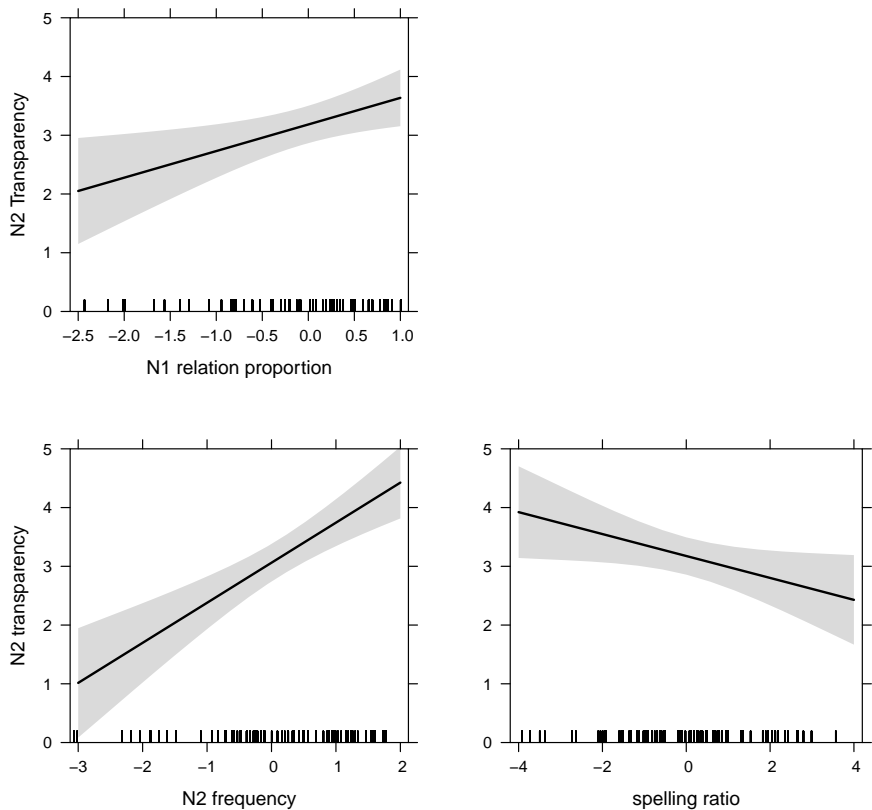 5
4
3
2
1
0
N2 Transparency
−2.5 −2.0 −1.5 −1.0 −0.5 0.0 0.5 1.0
N1 relation proportion
5
4
3
2
1
0
N2 transparency
−3 −2 −1 0 1 2
N2 frequency
5
4
3
2
1
0
−4 −2 0 2 4
spelling ratio